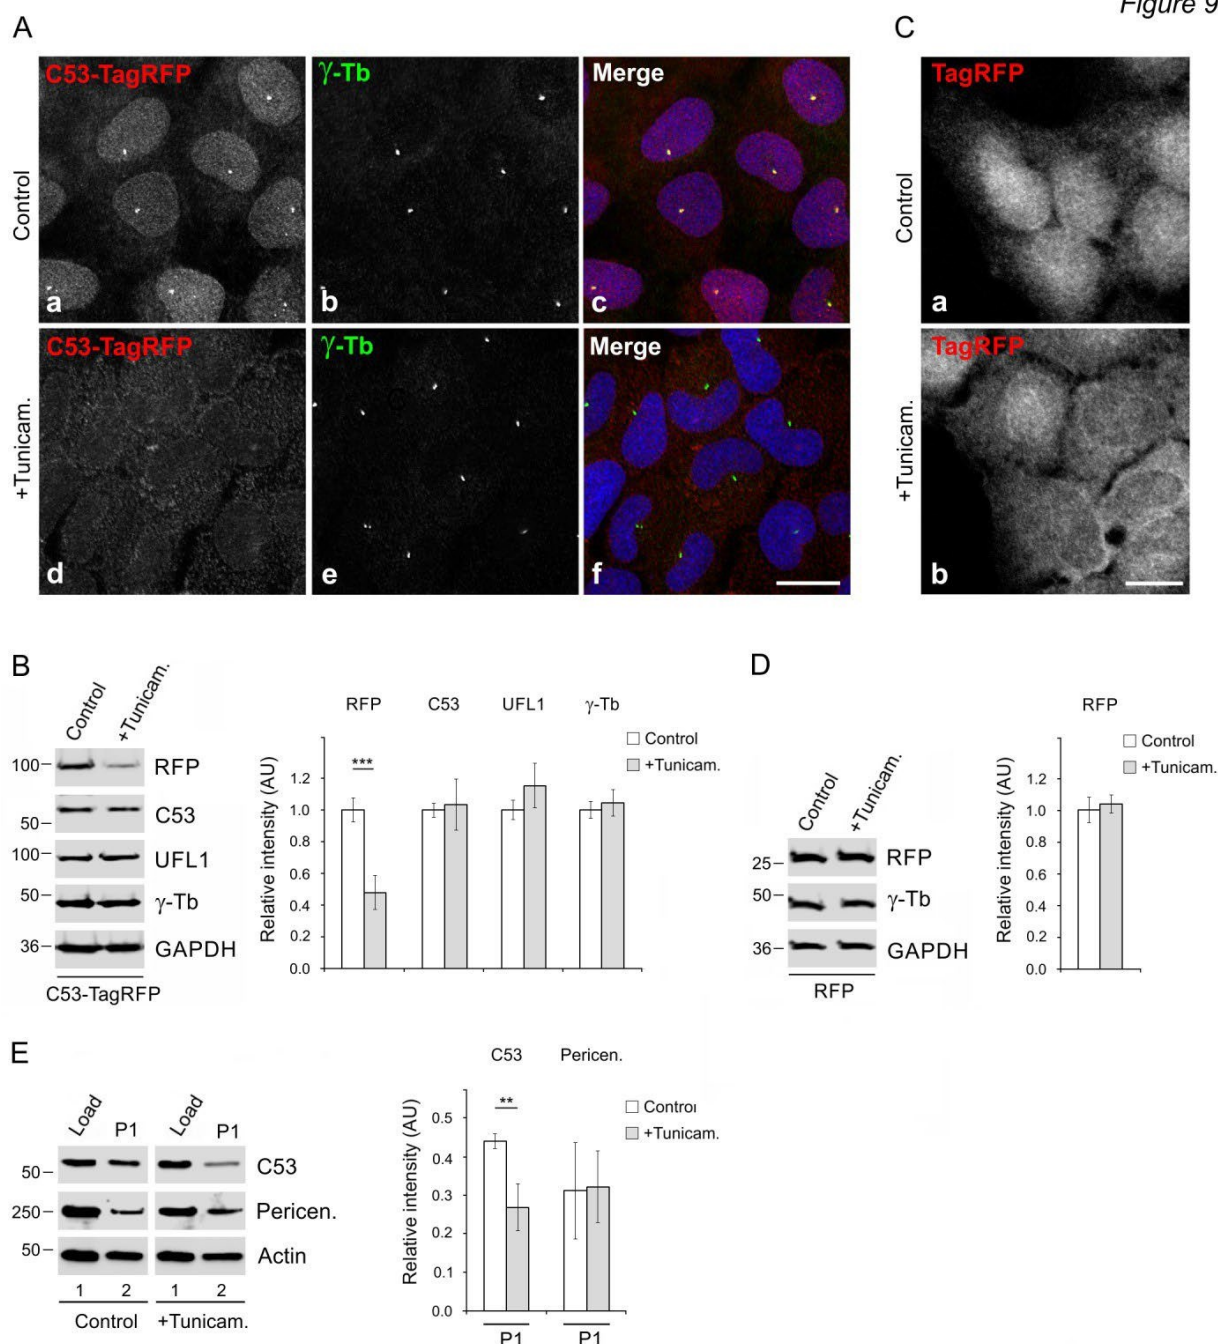 Figure 9
A
C53-TagRFP
γ-Tb
Merge
Control
a
b
c
C53-TagRFP
γ-Tb
Merge
+Tunicam.
d
e
f
C
TagRFP
Control
a
TagRFP
+Tunicam.
b
B
Control
+Tunicam.
100
RFP
C53
50
100
UFL1
50
γ-Tb
36
GAPDH
C53-TagRFP
RFP
C53
UFL1
γ-Tb
Control
+Tunicam.
***
Relative intensity (AU)
1.2
1.0
0.8
0.6
0.4
0.2
0.0
D
Control
+Tunicam.
25
RFP
50
γ-Tb
36
GAPDH
RFP
RFP
Control
+Tunicam.
Relative intensity (AU)
1.2
1.0
0.8
0.6
0.4
0.2
0.0
E
Load
P1
Load
P1
50
C53
250
Pericen.
50
Actin
1
2
1
2
Control
+Tunicam.
C53
Pericen.
Control
+Tunicam.
**
Relative intensity (AU)
0.5
0.4
0.3
0.2
0.1
0.0
P1
P1